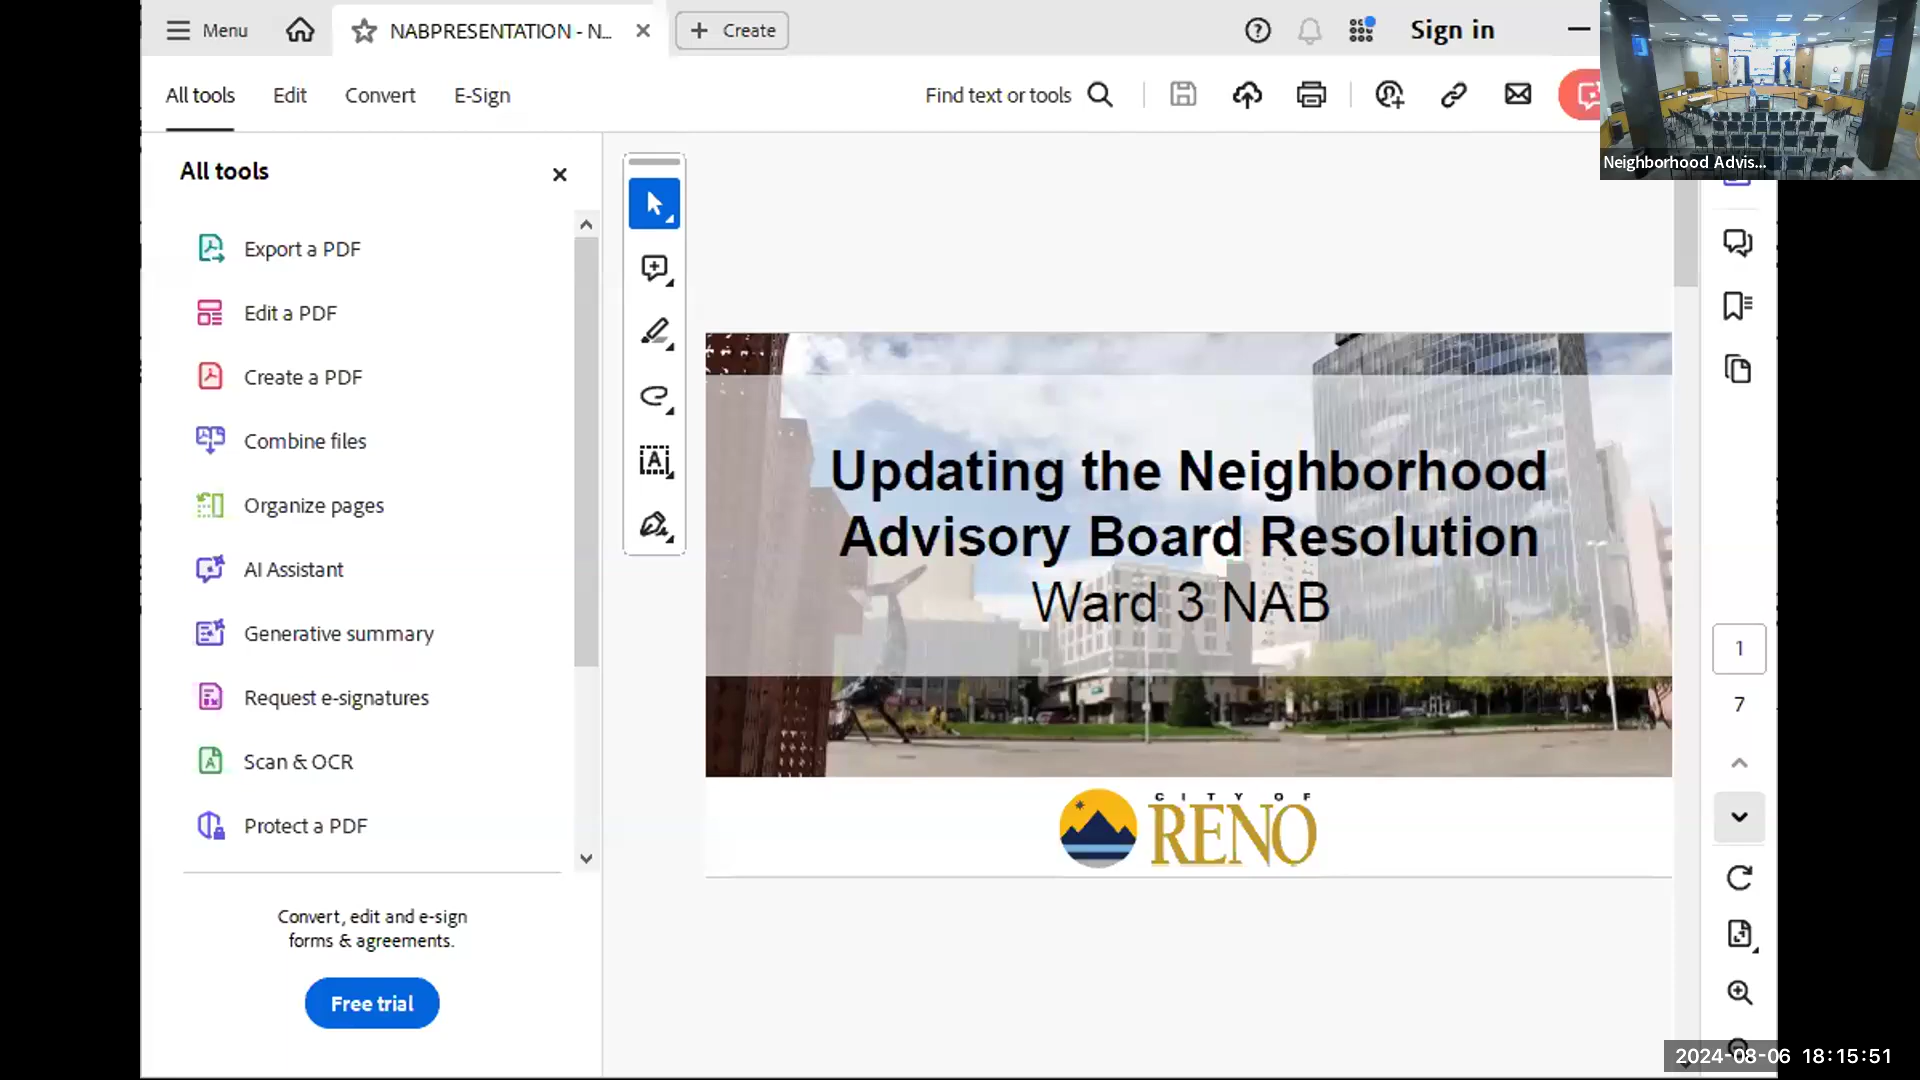 Menu
NABPRESENTATION - N...
Create
Sign in
All tools
Edit
Convert
E-Sign
Find text or tools
Neighborhood Advis...
All tools
Export a PDF
Edit a PDF
Create a PDF
Combine files
Organize pages
AI Assistant
Generative summary
Request e-signatures
Scan & OCR
Protect a PDF
Convert, edit and e-sign
forms & agreements.
Free trial
Updating the Neighborhood
Advisory Board Resolution
Ward 3 NAB
CITY OF
RENO
1
7
2024-08-06 18:15:51